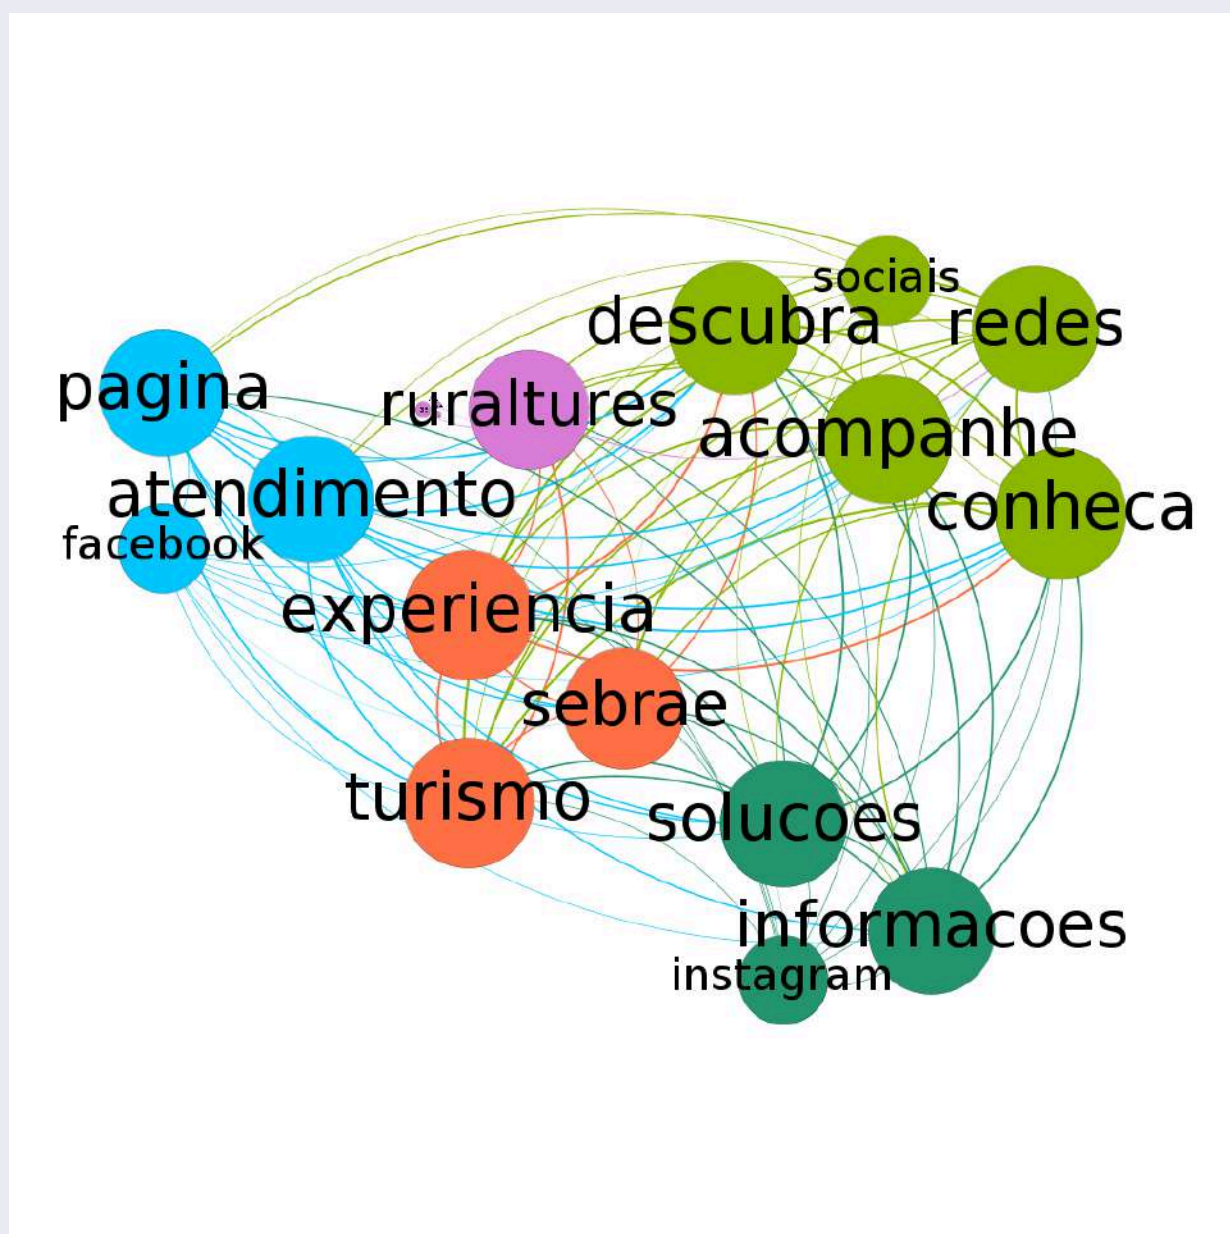 sociais
descubra
redes
pagina
ruraltures
acompanhe
atendimento
conheca
facebook
experiencia
sebrae
turismo
solucoes
informacoes
instagram